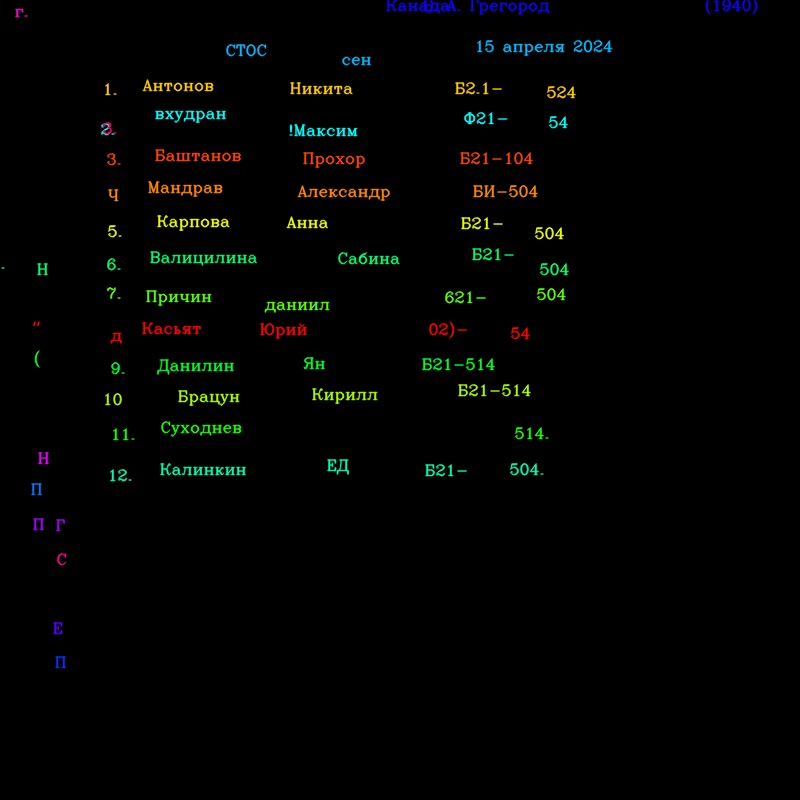 г. Канада В. А. Грегород (1940)
СТОС сен 15 апреля 2024
1. Антонов Никита Б2.1- 524
2. вхудран !Максим Ф21- 54
3. Баштанов Прохор Б21-104
Ч Мандрав Александр БИ-504
5. Карпова Анна Б21- 504
- Н 6. Валицилина Сабина Б21- 504
7. Причин даниил 621- 504
" д Касьят Юрий 02)- 54
( 9. Данилин Ян Б21-514
10 Брацун Кирилл Б21-514
11. Суходнев 514.
Н 12. Калинкин ЕД Б21- 504.
П
П Г
С
Е
П